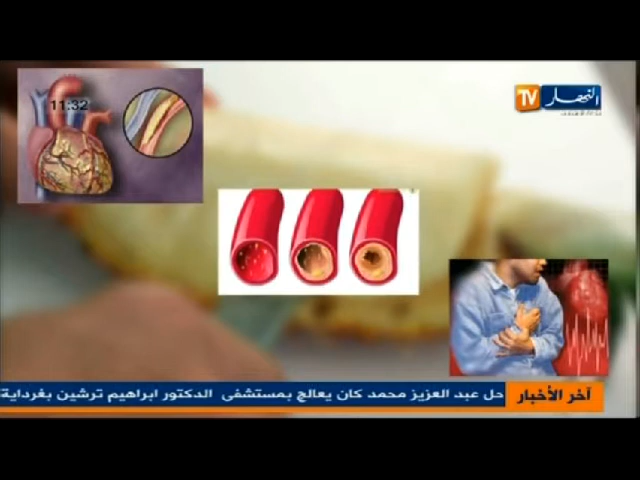 11:32
النهار TV
آخر الأخبار
حل عبد العزيز محمد كان يعالج بمستشفى الدكتور ابراهيم ترشين بغرداية